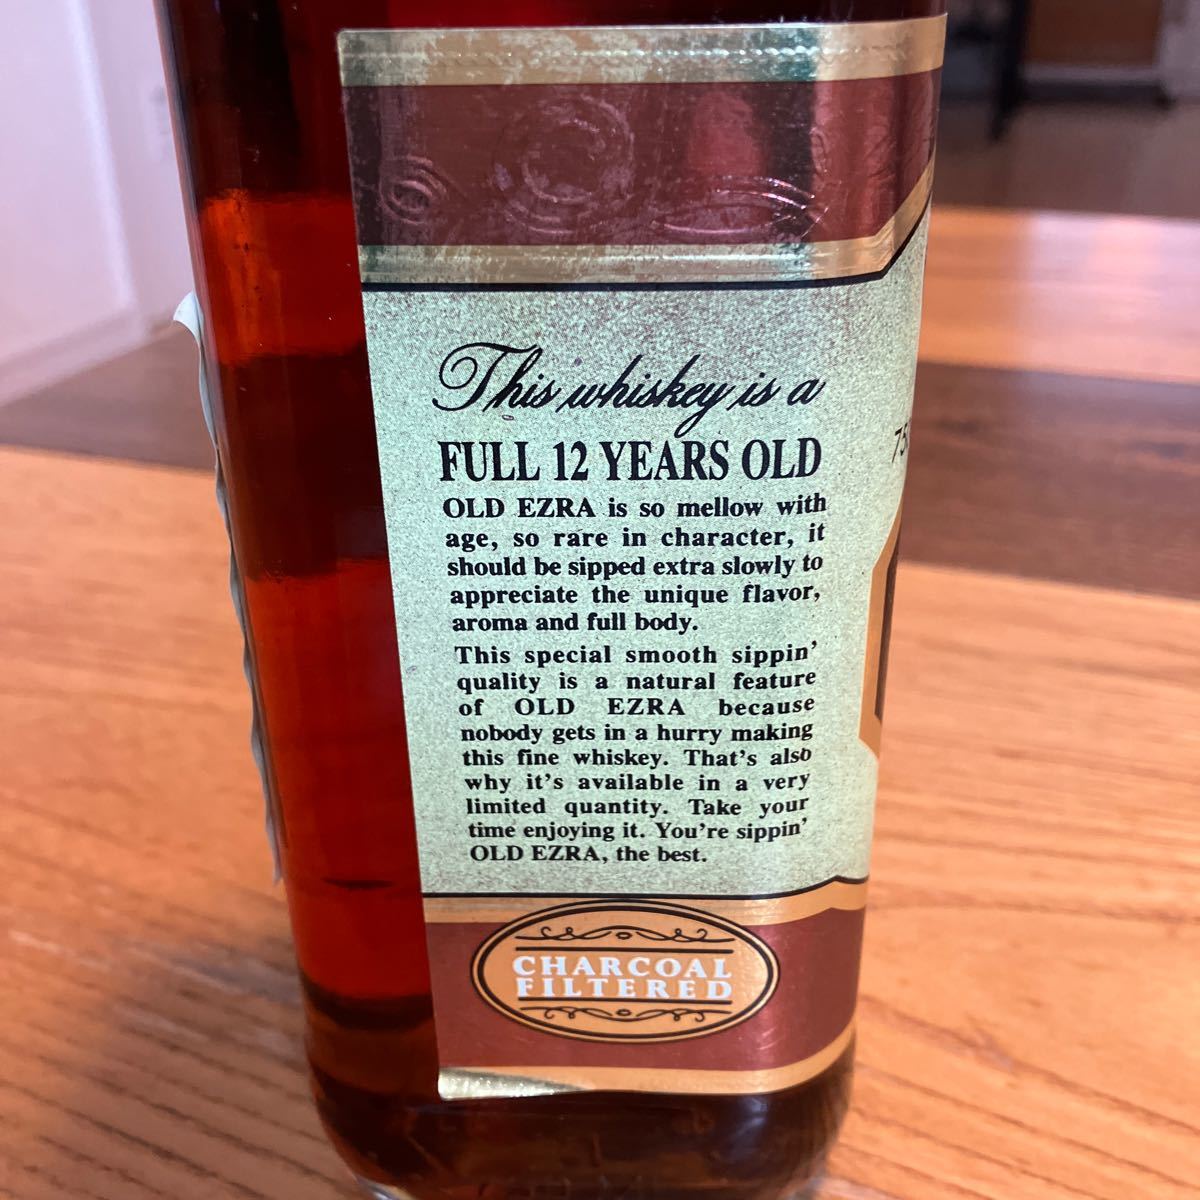 This whiskey is a
FULL 12 YEARS OLD
OLD EZRA is so mellow with
age, so rare in character, it
should be sipped extra slowly to
appreciate the unique flavor,
aroma and full body.
This special smooth sippin'
quality is a natural feature
of OLD EZRA because
nobody gets in a hurry making
this fine whiskey. That's also
why it's available in a very
limited quantity. Take your
time enjoying it. You're sippin'
OLD EZRA, the best.
CHARCOAL
FILTERED